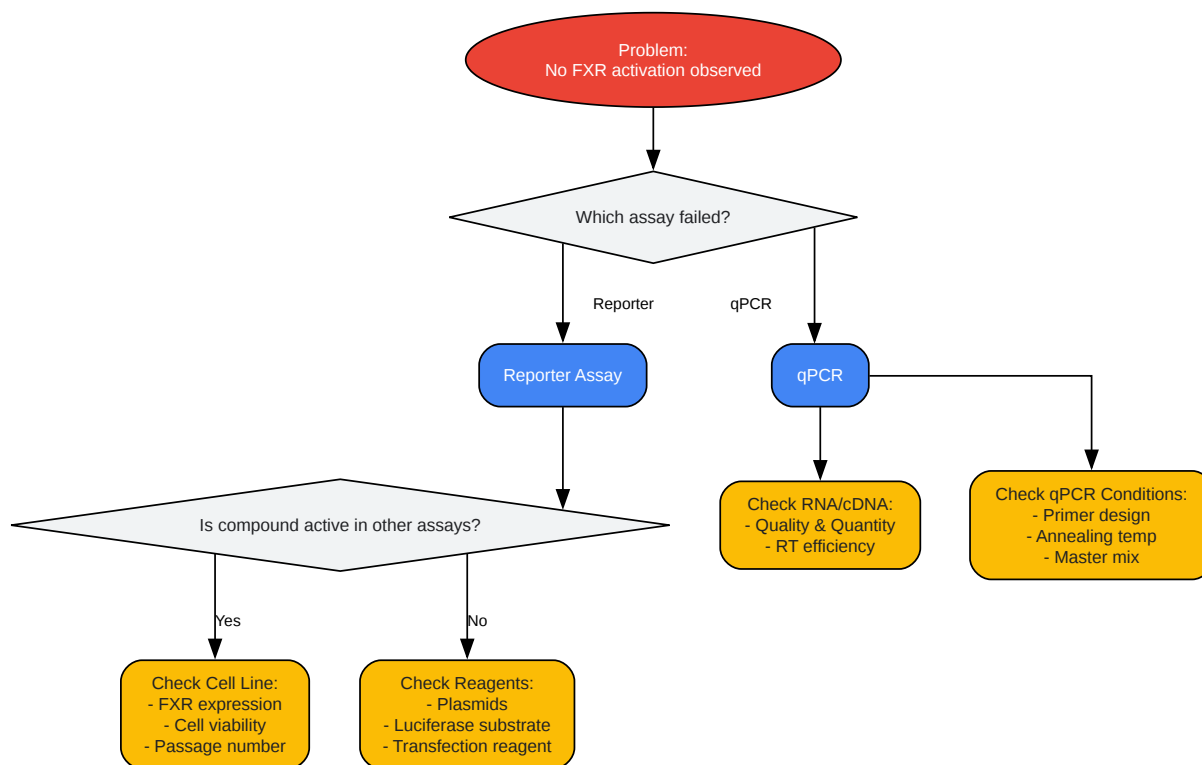 Problem:
No FXR activation observed
Which assay failed?
Reporter
qPCR
Reporter Assay
qPCR
Check RNA/cDNA:
- Quality & Quantity
- RT efficiency
Check qPCR Conditions:
- Primer design
- Annealing temp
- Master mix
Is compound active in other assays?
Yes
No
Check Cell Line:
- FXR expression
- Cell viability
- Passage number
Check Reagents:
- Plasmids
- Luciferase substrate
- Transfection reagent